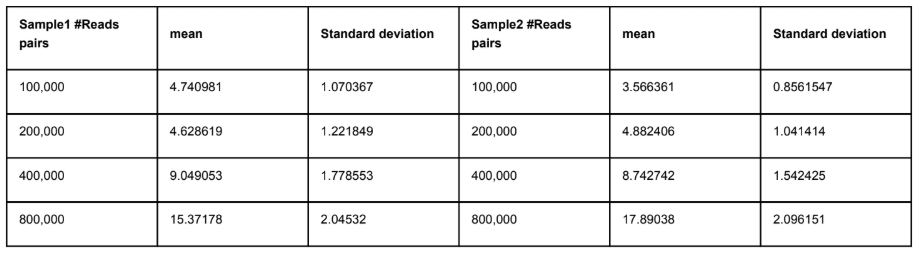 Sample1 #Reads pairs mean Standard deviation Sample2 #Reads pairs mean Standard deviation
100,000 4.740981 1.070367 100,000 3.566361 0.8561547
200,000 4.628619 1.221849 200,000 4.882406 1.041414
400,000 9.049053 1.778553 400,000 8.742742 1.542425
800,000 15.37178 2.04532 800,000 17.89038 2.096151